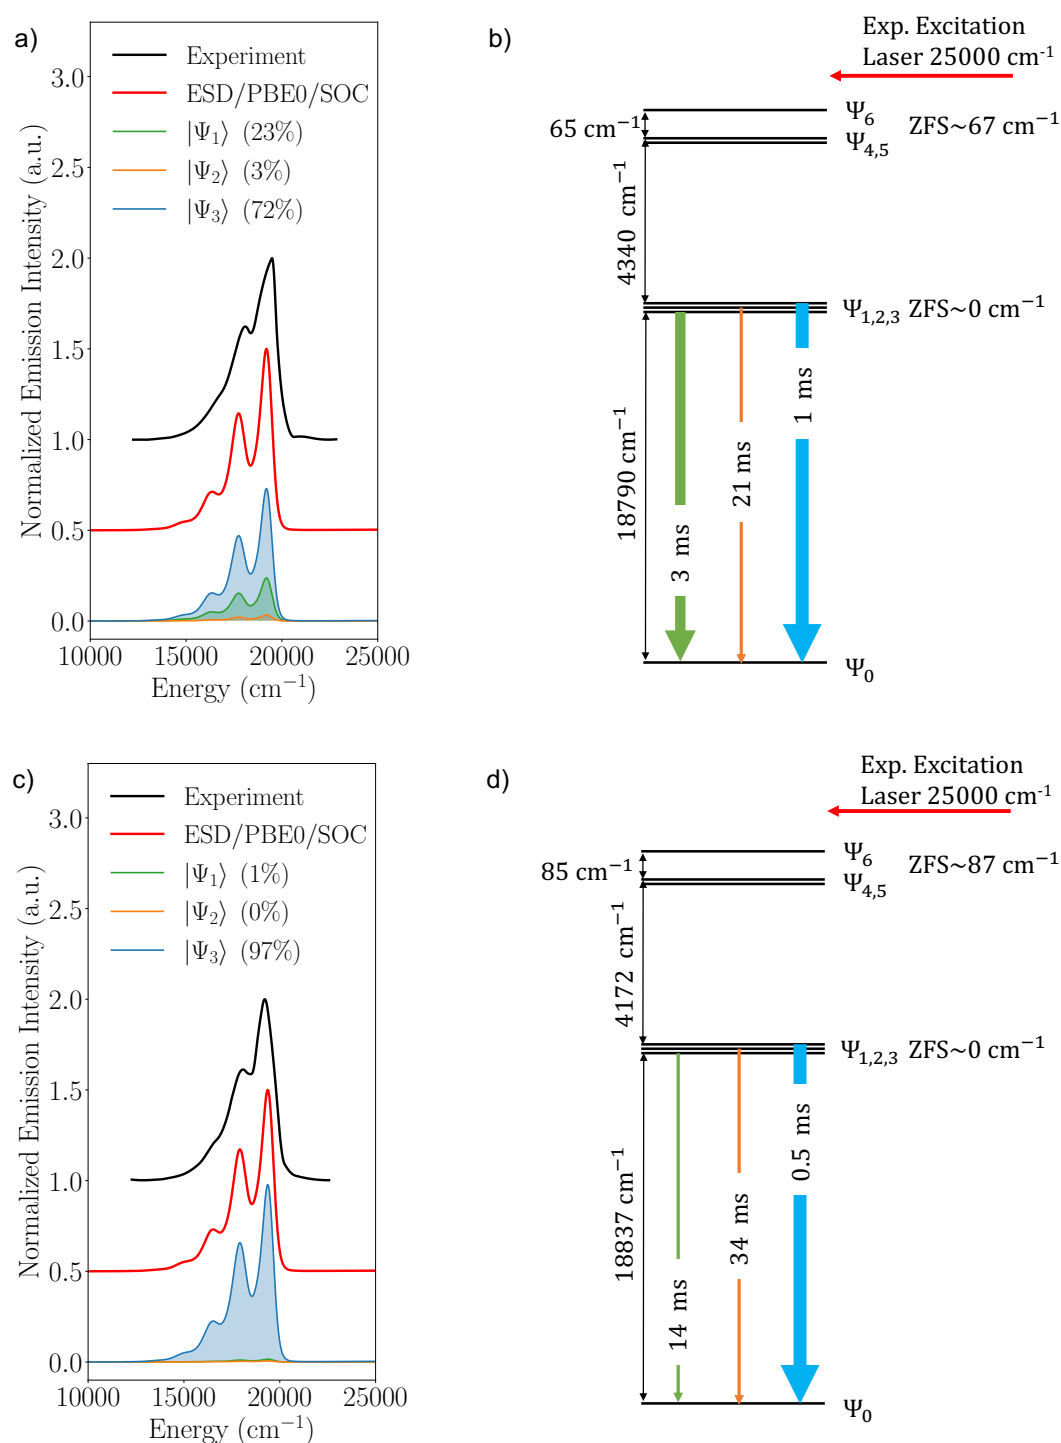 a)
Experiment
ESD/PBE0/SOC
|Ψ₁⟩ (23%)
|Ψ₂⟩ (3%)
|Ψ₃⟩ (72%)
Normalized Emission Intensity (a.u.)
3.0
2.5
2.0
1.5
1.0
0.5
0.0
10000 15000 20000 25000
Energy (cm⁻¹)
b)
Exp. Excitation
Laser 25000 cm⁻¹
Ψ₆
65 cm⁻¹
ZFS~67 cm⁻¹
Ψ₄,₅
4340 cm⁻¹
Ψ₁,₂,₃ ZFS~0 cm⁻¹
18790 cm⁻¹
3 ms
21 ms
1 ms
Ψ₀
c)
Experiment
ESD/PBE0/SOC
|Ψ₁⟩ (1%)
|Ψ₂⟩ (0%)
|Ψ₃⟩ (97%)
Normalized Emission Intensity (a.u.)
3.0
2.5
2.0
1.5
1.0
0.5
0.0
10000 15000 20000 25000
Energy (cm⁻¹)
d)
Exp. Excitation
Laser 25000 cm⁻¹
Ψ₆
85 cm⁻¹
ZFS~87 cm⁻¹
Ψ₄,₅
4172 cm⁻¹
Ψ₁,₂,₃ ZFS~0 cm⁻¹
18837 cm⁻¹
14 ms
34 ms
0.5 ms
Ψ₀